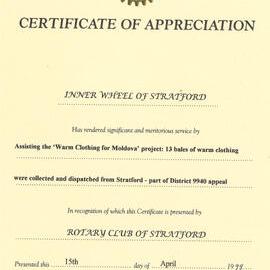 CERTIFICATE OF APPRECIATION
INNER WHEEL OF STRATFORD
Has rendered significant and meritorious service by
Assisting the 'Warm Clothing for Moldova' project: 13 bales of warm clothing
were collected and dispatched from Stratford - part of District 9940 appeal
In recognition of which this Certificate is presented by
ROTARY CLUB OF STRATFORD
Presented this 15th day of April 1998